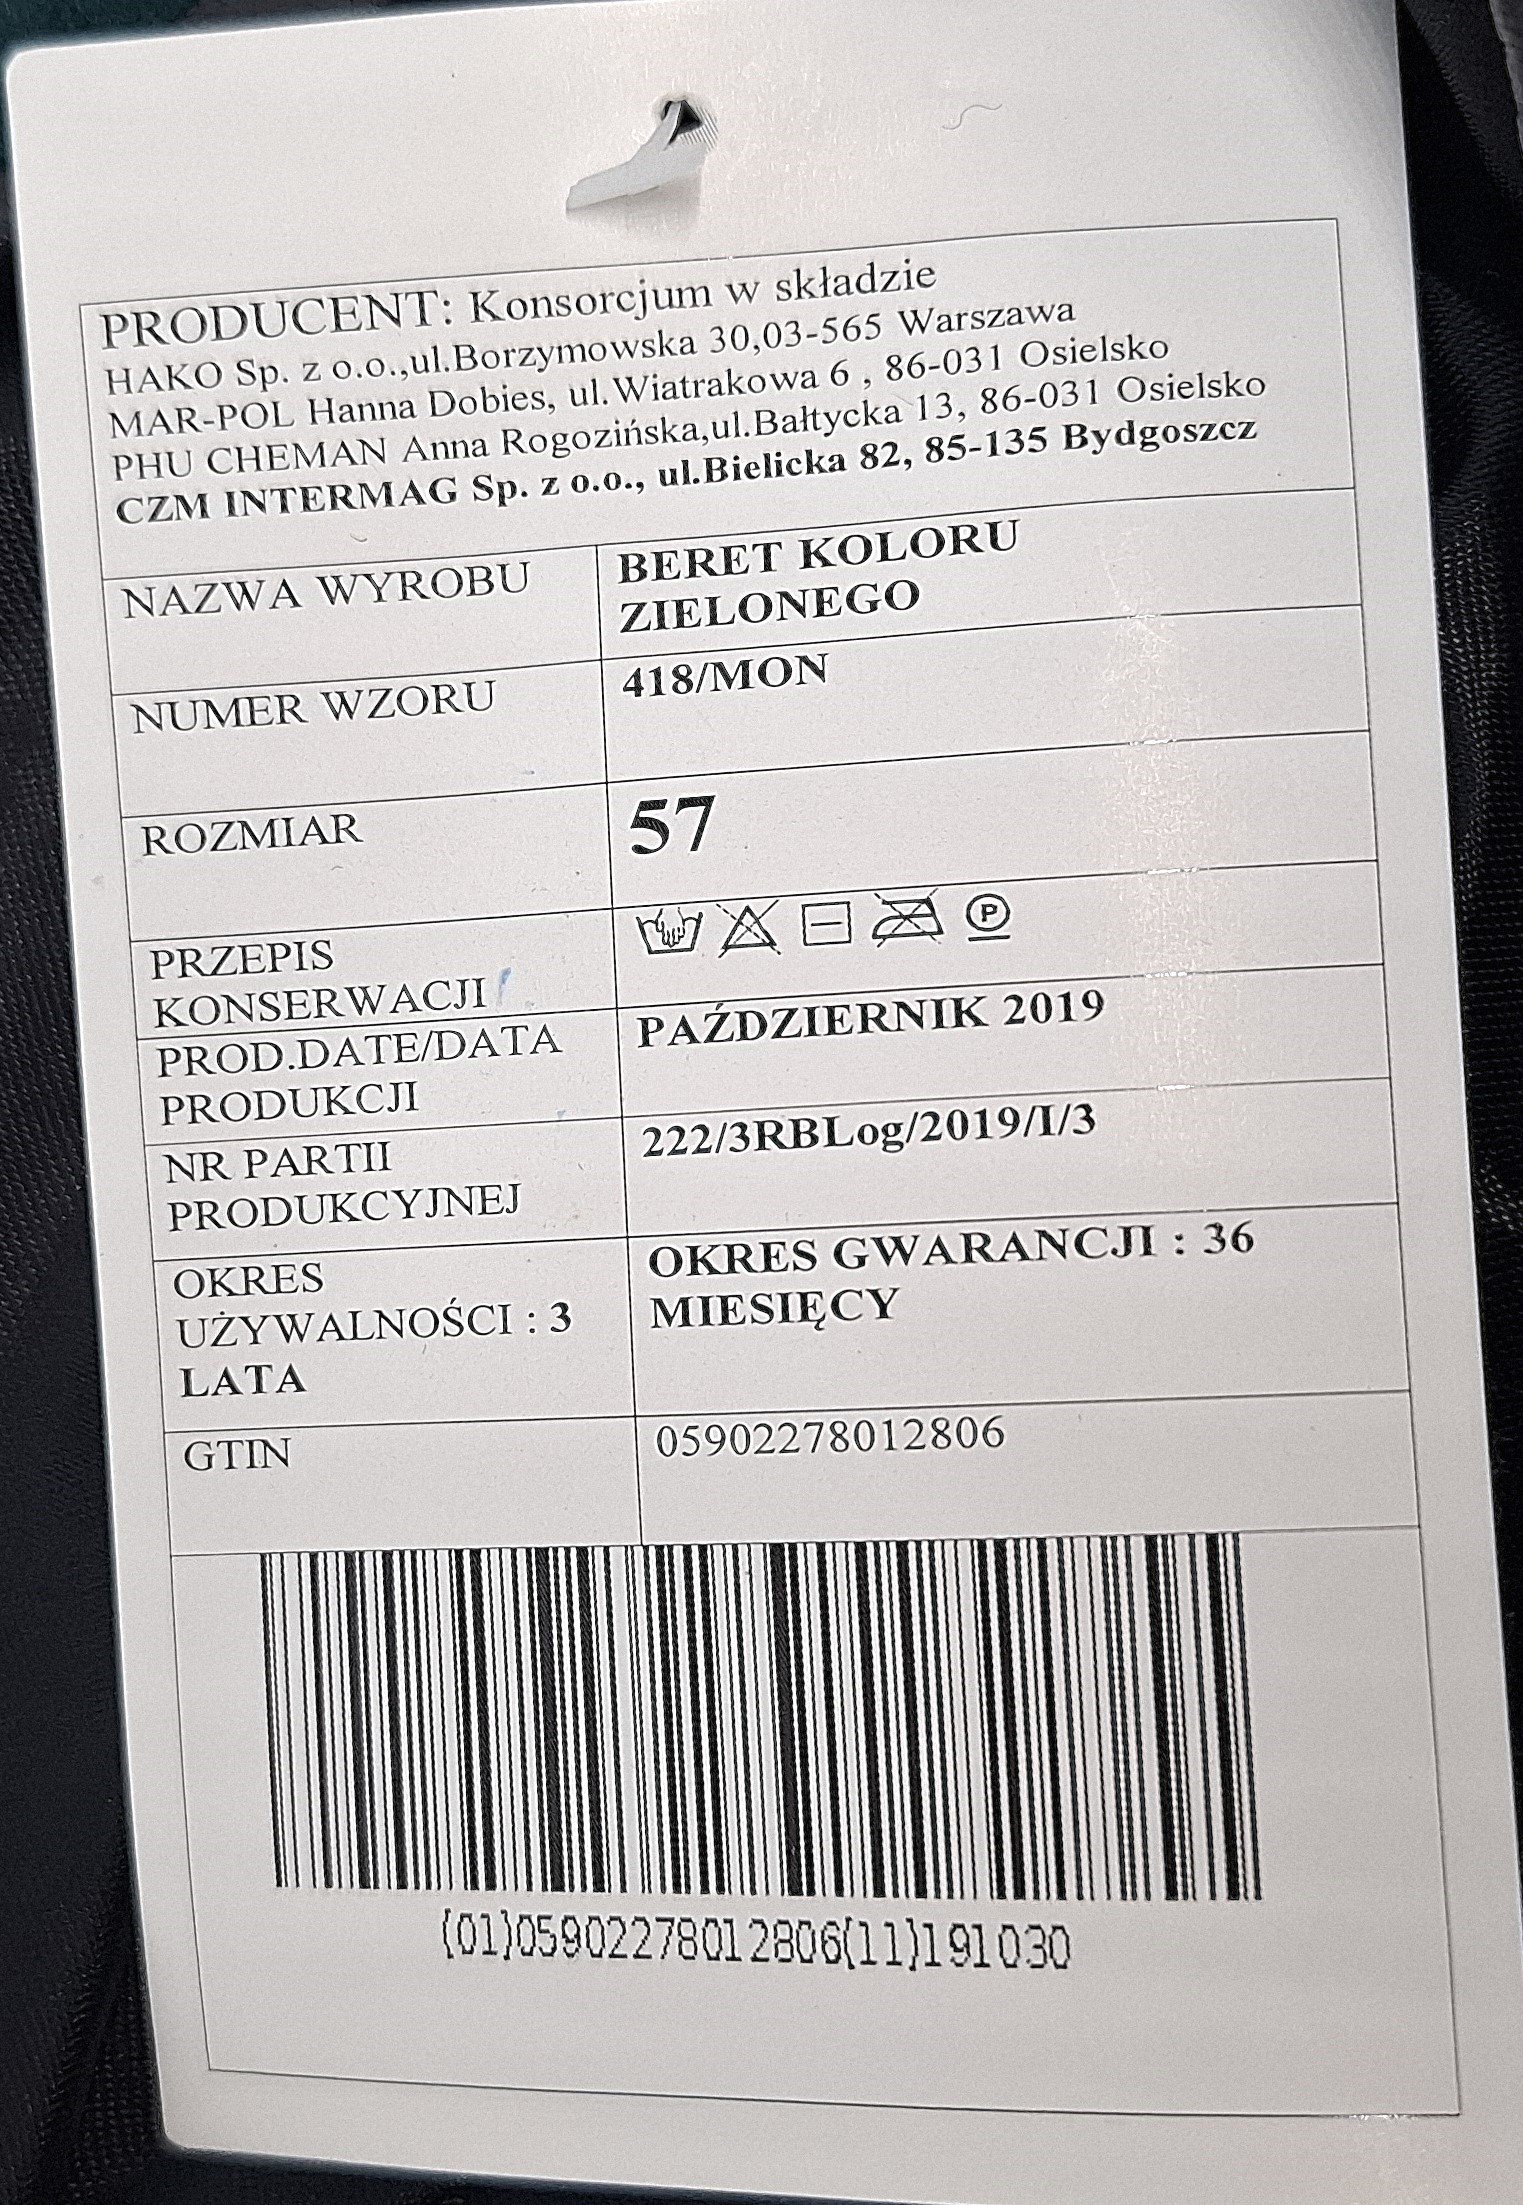 PRODUCENT: Konsorcjum w składzie
HAKO Sp. z o.o.,ul.Borzymowska 30,03-565 Warszawa
MAR-POL Hanna Dobies, ul.Wiatrakowa 6 , 86-031 Osielsko
PHU CHEMAN Anna Rogozińska,ul.Bałtycka 13, 86-031 Osielsko
CZM INTERMAG Sp. z o.o., ul.Bielicka 82, 85-135 Bydgoszcz
NAZWA WYROBU
BERET KOLORU
ZIELONEGO
NUMER WZORU
418/MON
ROZMIAR
57
PRZEPIS
KONSERWACJI
P
PROD.DATE/DATA
PRODUKCJI
PAŹDZIERNIK 2019
NR PARTII
PRODUKCYJNEJ
222/3RBLog/2019/I/3
OKRES
UŻYWALNOŚCI : 3
LATA
OKRES GWARANCJI : 36
MIESIĘCY
GTIN
05902278012806
(01)05902278012806(11)191030